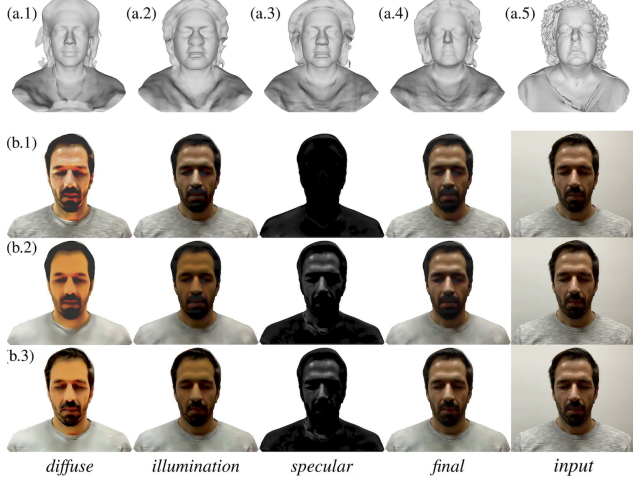 (a.1) (a.2) (a.3) (a.4) (a.5)
(b.1)
(b.2)
(b.3)
diffuse illumination specular final input